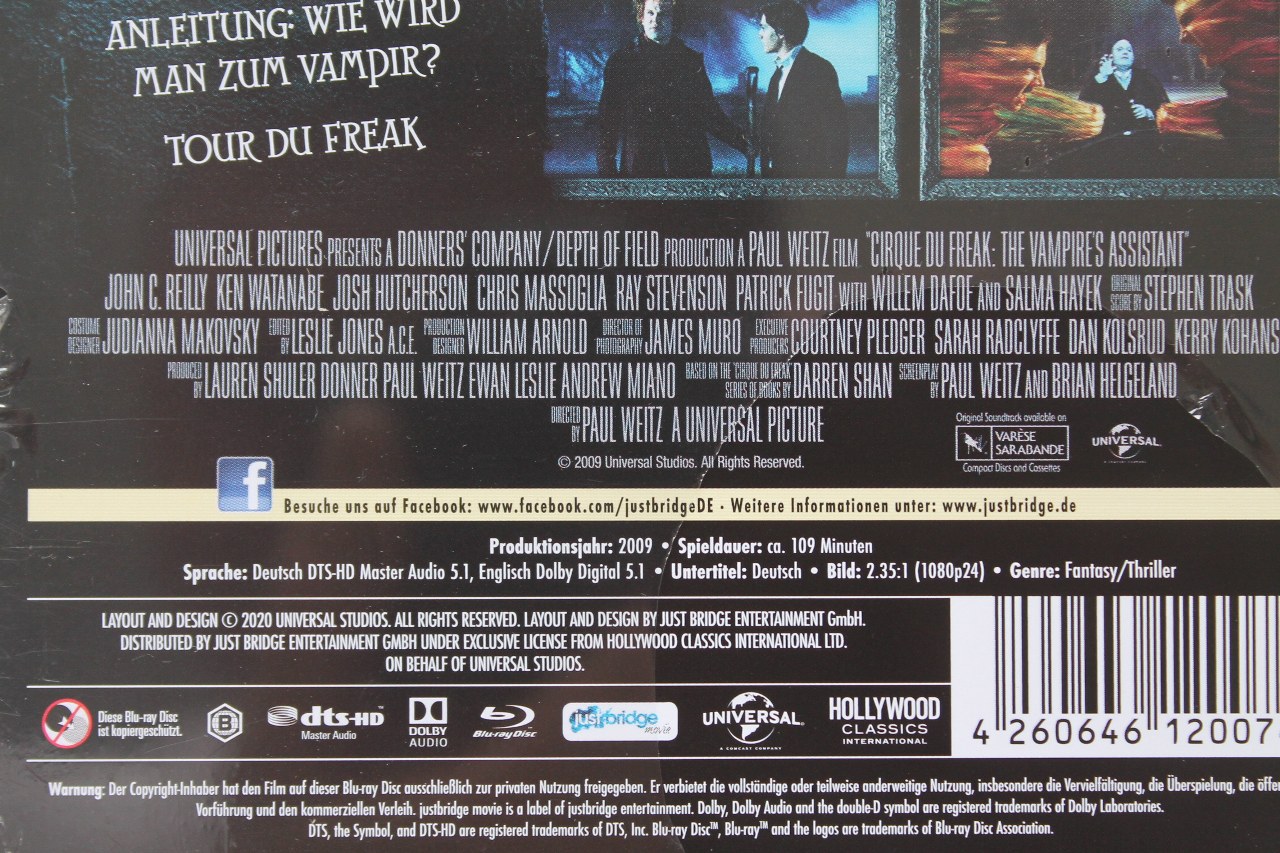 ANLEITUNG: WIE WIRD
MAN ZUM VAMPIR?
TOUR DU FREAK
UNIVERSAL PICTURES PRESENTS A DONNERS' COMPANY/DEPTH OF FIELD PRODUCTION A PAUL WEITZ FILM "CIRQUE DU FREAK: THE VAMPIRE'S ASSISTANT"
JOHN C. REILLY KEN WATANABE JOSH HUTCHERSON CHRIS MASSOGLIA RAY STEVENSON PATRICK FUGIT WITH WILLEM DAFOE AND SALMA HAYEK ORIGINAL SCORE BY STEPHEN TRASK
COSTUME DESIGNER JUDIANNA MAKOVSKY EDITED BY LESLIE JONES A.C.E. PRODUCTION DESIGNER WILLIAM ARNOLD DIRECTOR OF PHOTOGRAPHY JAMES MURO EXECUTIVE PRODUCERS COURTNEY PLEDGER SARAH RADCLYFFE DAN KOLSRUD KERRY KOHANS
PRODUCED BY LAUREN SHULER DONNER PAUL WEITZ EWAN LESLIE ANDREW MIANO BASED ON THE "CIRQUE DU FREAK" SERIES OF BOOKS BY DARREN SHAN SCREENPLAY BY PAUL WEITZ AND BRIAN HELGELAND
DIRECTED BY PAUL WEITZ A UNIVERSAL PICTURE
Original Soundtrack available on
VARÈSE
SARABANDE
Compact Discs and Cassettes
UNIVERSAL
© 2009 Universal Studios. All Rights Reserved.
f
Besuche uns auf Facebook: www.facebook.com/justbridgeDE · Weitere Informationen unter: www.justbridge.de
Produktionsjahr: 2009 • Spieldauer: ca. 109 Minuten
Sprache: Deutsch DTS-HD Master Audio 5.1, Englisch Dolby Digital 5.1 • Untertitel: Deutsch • Bild: 2.35:1 (1080p24) • Genre: Fantasy/Thriller
LAYOUT AND DESIGN © 2020 UNIVERSAL STUDIOS. ALL RIGHTS RESERVED. LAYOUT AND DESIGN BY JUST BRIDGE ENTERTAINMENT GmbH.
DISTRIBUTED BY JUST BRIDGE ENTERTAINMENT GMBH UNDER EXCLUSIVE LICENSE FROM HOLLYWOOD CLASSICS INTERNATIONAL LTD.
ON BEHALF OF UNIVERSAL STUDIOS.
Diese Blu-ray Disc
ist kopiergeschützt.
B
dts-HD
Master Audio
DOLBY
AUDIO
Blu-ray Disc
justbridge
movie
UNIVERSAL
A COMCAST COMPANY
HOLLYWOOD
CLASSICS
INTERNATIONAL
4 260646 12007
Warnung: Der Copyright-Inhaber hat den Film auf dieser Blu-ray Disc ausschließlich zur privaten Nutzung freigegeben. Er verbietet die vollständige oder teilweise anderweitige Nutzung, insbesondere die Vervielfältigung, die Überspielung, die öffen
Vorführung und den kommerziellen Verleih. justbridge movie is a label of justbridge entertainment. Dolby, Dolby Audio and the double-D symbol are registered trademarks of Dolby Laboratories.
DTS, the Symbol, and DTS-HD are registered trademarks of DTS, Inc. Blu-ray Disc™, Blu-ray™ and the logos are trademarks of Blu-ray Disc Association.